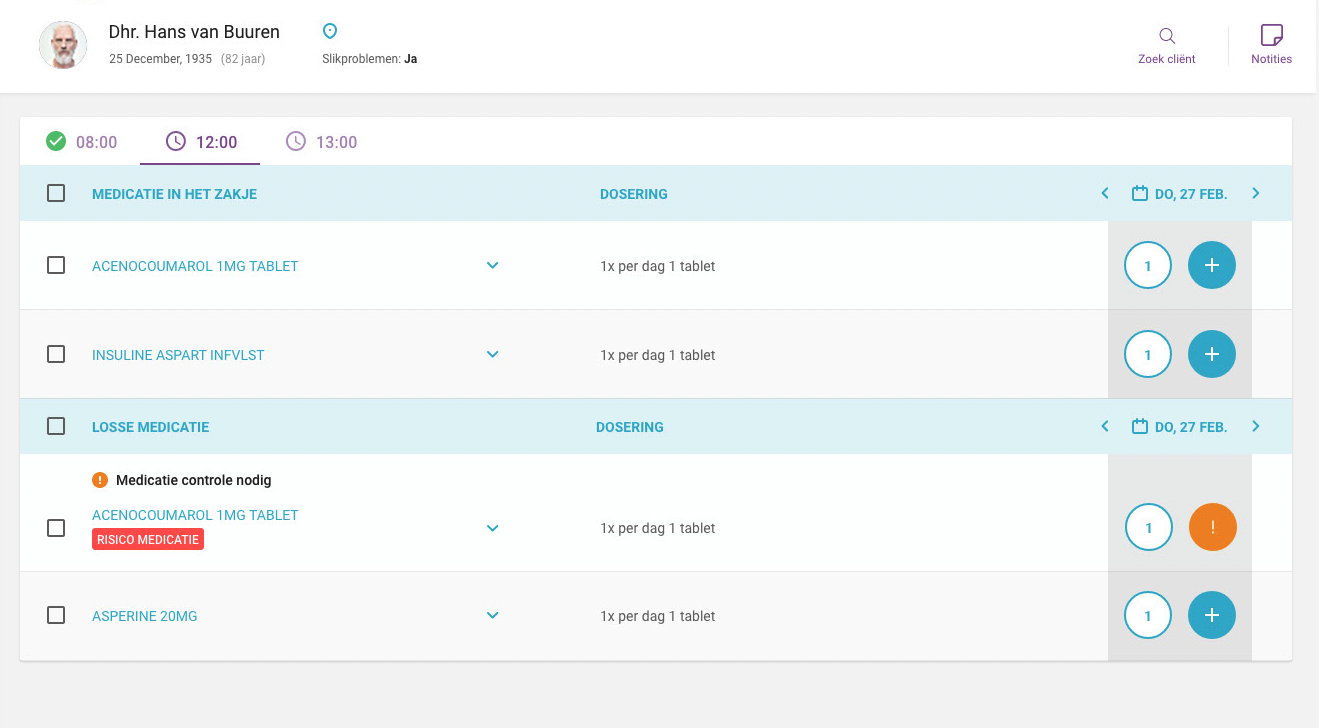 Dhr. Hans van Buuren
25 December, 1935 (82 jaar)
Slikproblemen: Ja
Zoek cliënt
Notities
08:00 12:00 13:00
MEDICATIE IN HET ZAKJE DOSERING DO, 27 FEB.
ACENOCOUMAROL 1MG TABLET 1x per dag 1 tablet 1 +
INSULINE ASPART INFVLST 1x per dag 1 tablet 1 +
LOSSE MEDICATIE DOSERING DO, 27 FEB.
! Medicatie controle nodig
ACENOCOUMAROL 1MG TABLET
RISICO MEDICATIE
1x per dag 1 tablet 1 !
ASPERINE 20MG 1x per dag 1 tablet 1 +